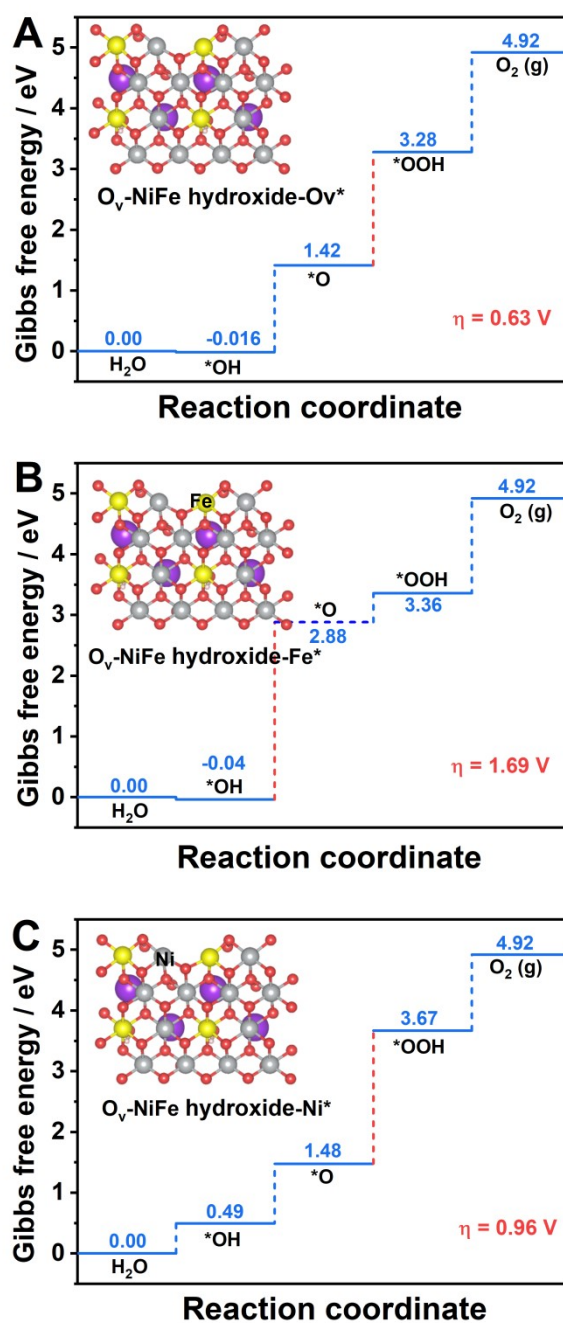 A
Gibbs free energy / eV
5
4
3
2
1
0
4.92
O₂ (g)
3.28
*OOH
Oᵥ-NiFe hydroxide-Ov*
1.42
*O
η = 0.63 V
0.00
-0.016
H₂O
*OH
Reaction coordinate
B
Gibbs free energy / eV
5
4
3
2
1
0
Fe
4.92
O₂ (g)
*OOH
3.36
*O
2.88
Oᵥ-NiFe hydroxide-Fe*
-0.04
η = 1.69 V
0.00
*OH
H₂O
Reaction coordinate
C
Gibbs free energy / eV
5
4
3
2
1
0
Ni
4.92
O₂ (g)
3.67
*OOH
Oᵥ-NiFe hydroxide-Ni*
1.48
*O
0.49
*OH
η = 0.96 V
0.00
H₂O
Reaction coordinate